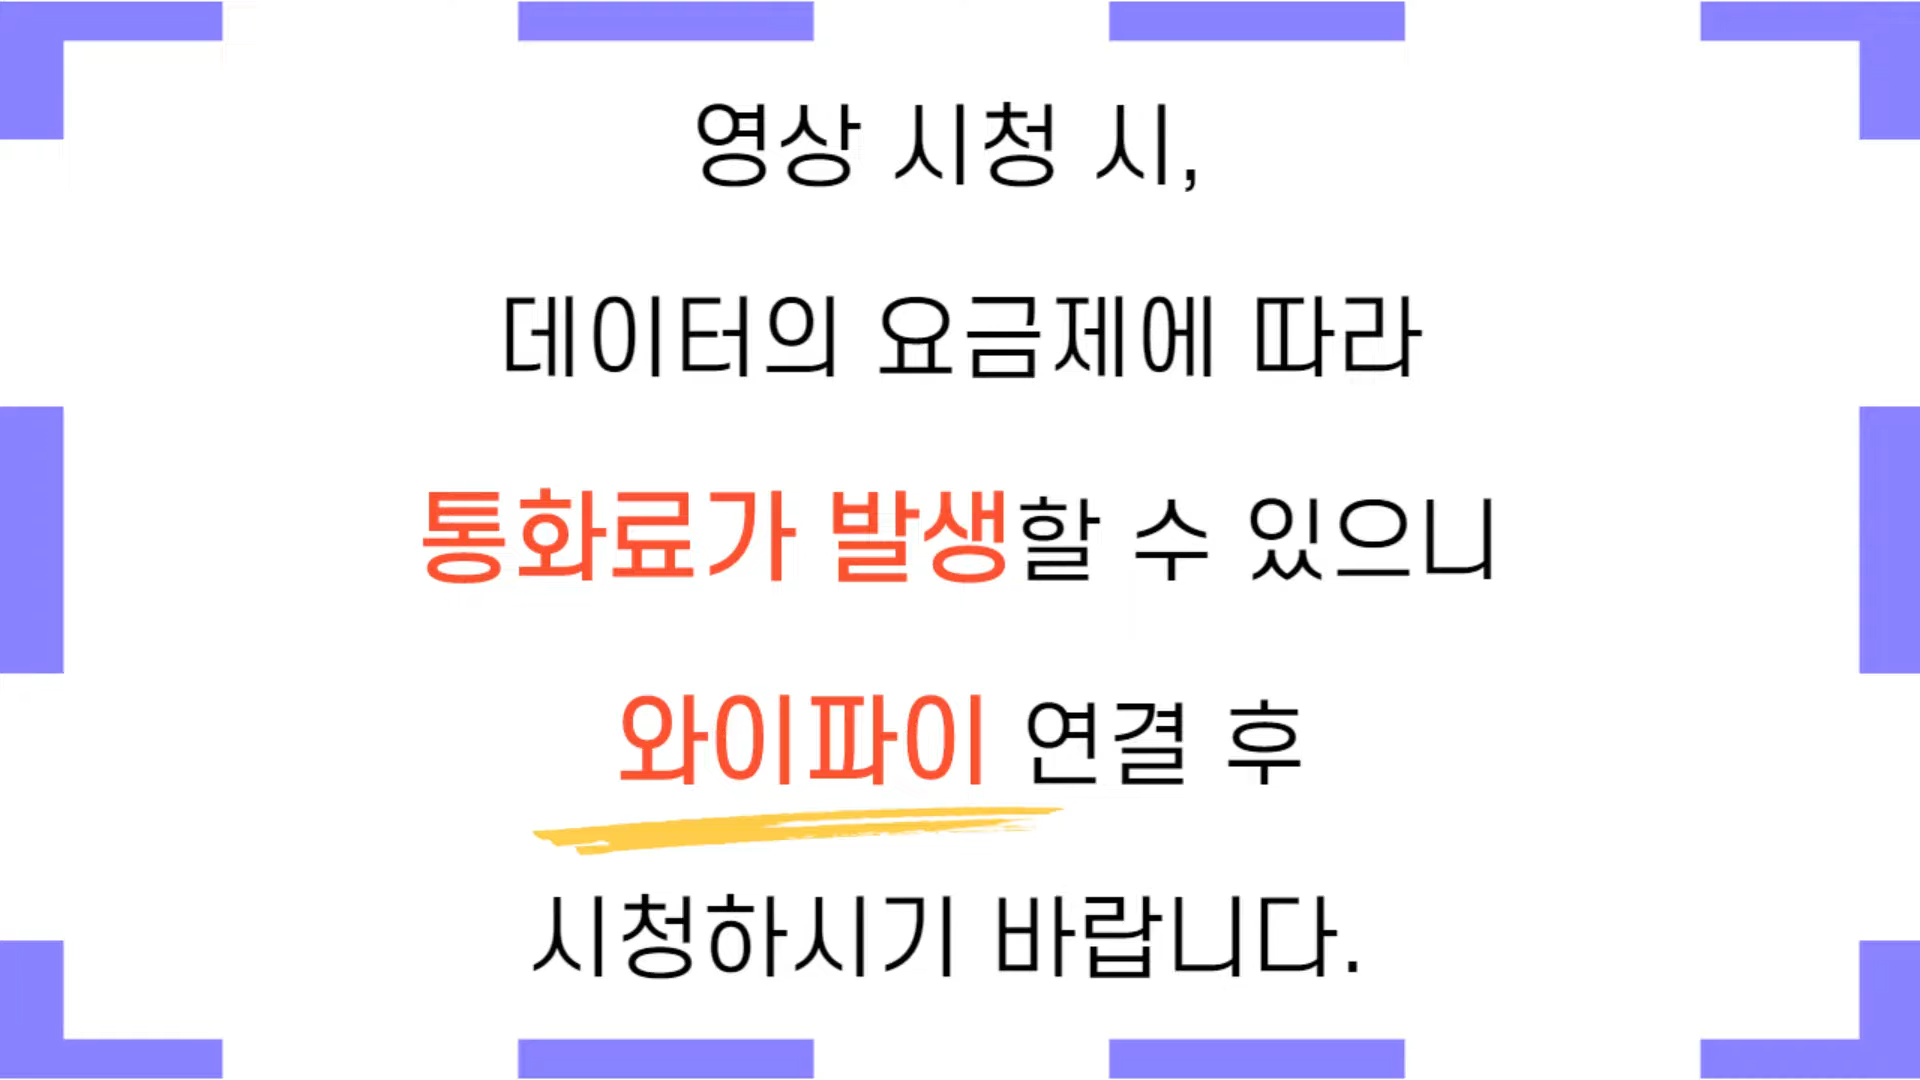 영상 시청 시,
데이터의 요금제에 따라
통화료가 발생할 수 있으니
와이파이 연결 후
시청하시기 바랍니다.